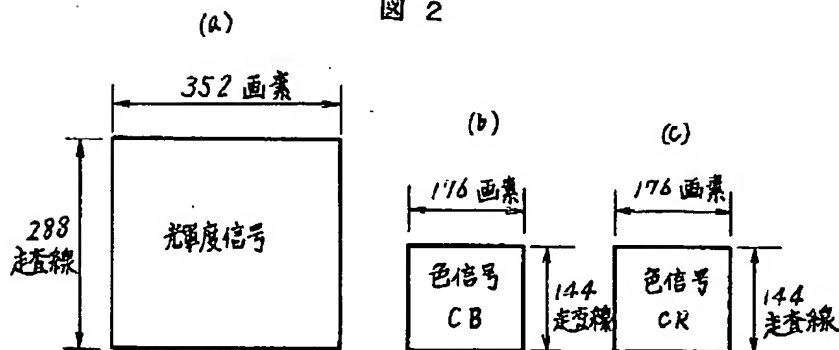 図 2
(a)
352 画素
288
走査線
輝度信号
(b)
176 画素
色信号
CB
144
走査線
(c)
176 画素
色信号
CR
144
走査線